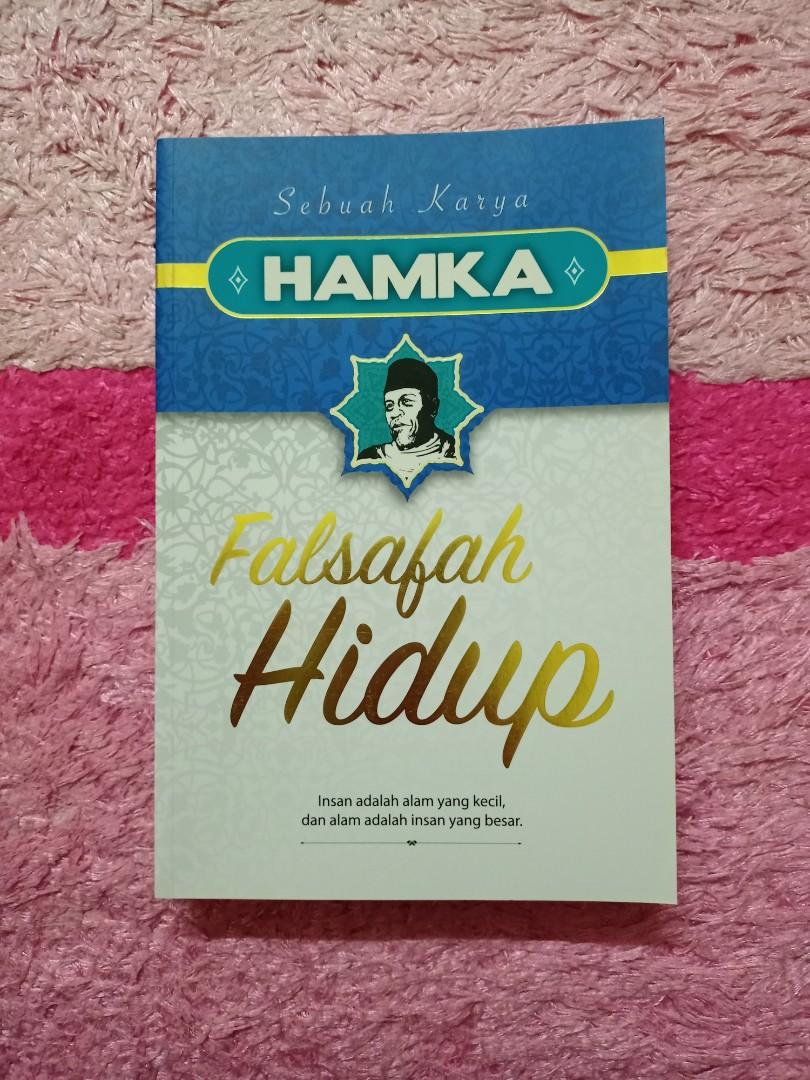 Sebuah Karya
HAMKA
Falsafah
Hidup
Insan adalah alam yang kecil,
dan alam adalah insan yang besar.